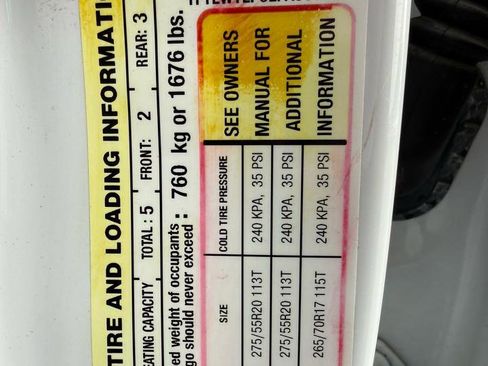 TIRE AND LOADING INFORMATI
EATING CAPACITY TOTAL : 5 FRONT: 2 REAR: 3
ed weight of occupants
go should never exceed : 760 kg or 1676 lbs.
SIZE COLD TIRE PRESSURE SEE OWNERS
275/55R20 113T 240 KPA, 35 PSI MANUAL FOR
275/55R20 113T 240 KPA, 35 PSI ADDITIONAL
265/70R17 115T 240 KPA, 35 PSI INFORMATION